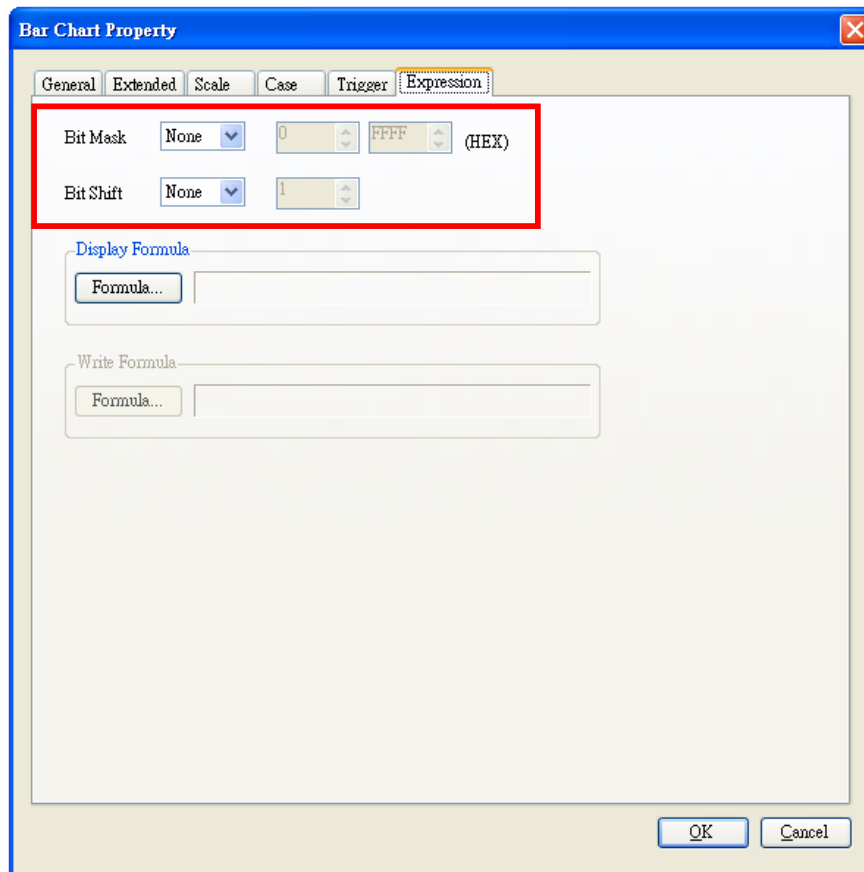 Bar Chart Property
General Extended Scale Case Trigger Expression
Bit Mask None 0 FFFF (HEX)
Bit Shift None 1
Display Formula
Formula...
Write Formula
Formula...
OK Cancel